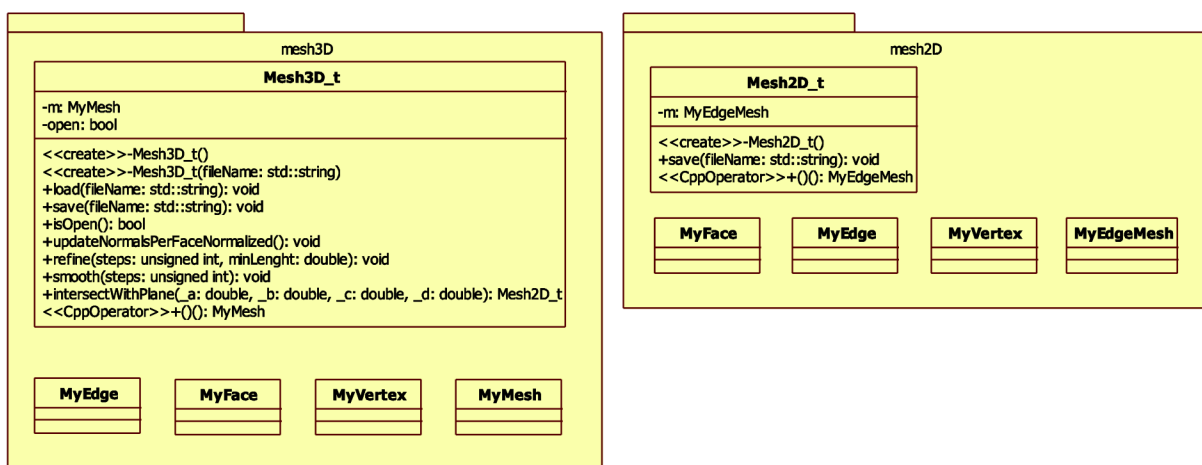 mesh3D
Mesh3D_t
-m: MyMesh
-open: bool
<<create>>-Mesh3D_t()
<<create>>-Mesh3D_t(fileName: std::string)
+load(fileName: std::string): void
+save(fileName: std::string): void
+isOpen(): bool
+updateNormalsPerFaceNormalized(): void
+refine(steps: unsigned int, minLenght: double): void
+smooth(steps: unsigned int): void
+intersectWithPlane(_a: double, _b: double, _c: double, _d: double): Mesh2D_t
<<CppOperator>>+()(): MyMesh
MyEdge
MyFace
MyVertex
MyMesh
mesh2D
Mesh2D_t
-m: MyEdgeMesh
<<create>>-Mesh2D_t()
+save(fileName: std::string): void
<<CppOperator>>+()(): MyEdgeMesh
MyFace
MyEdge
MyVertex
MyEdgeMesh